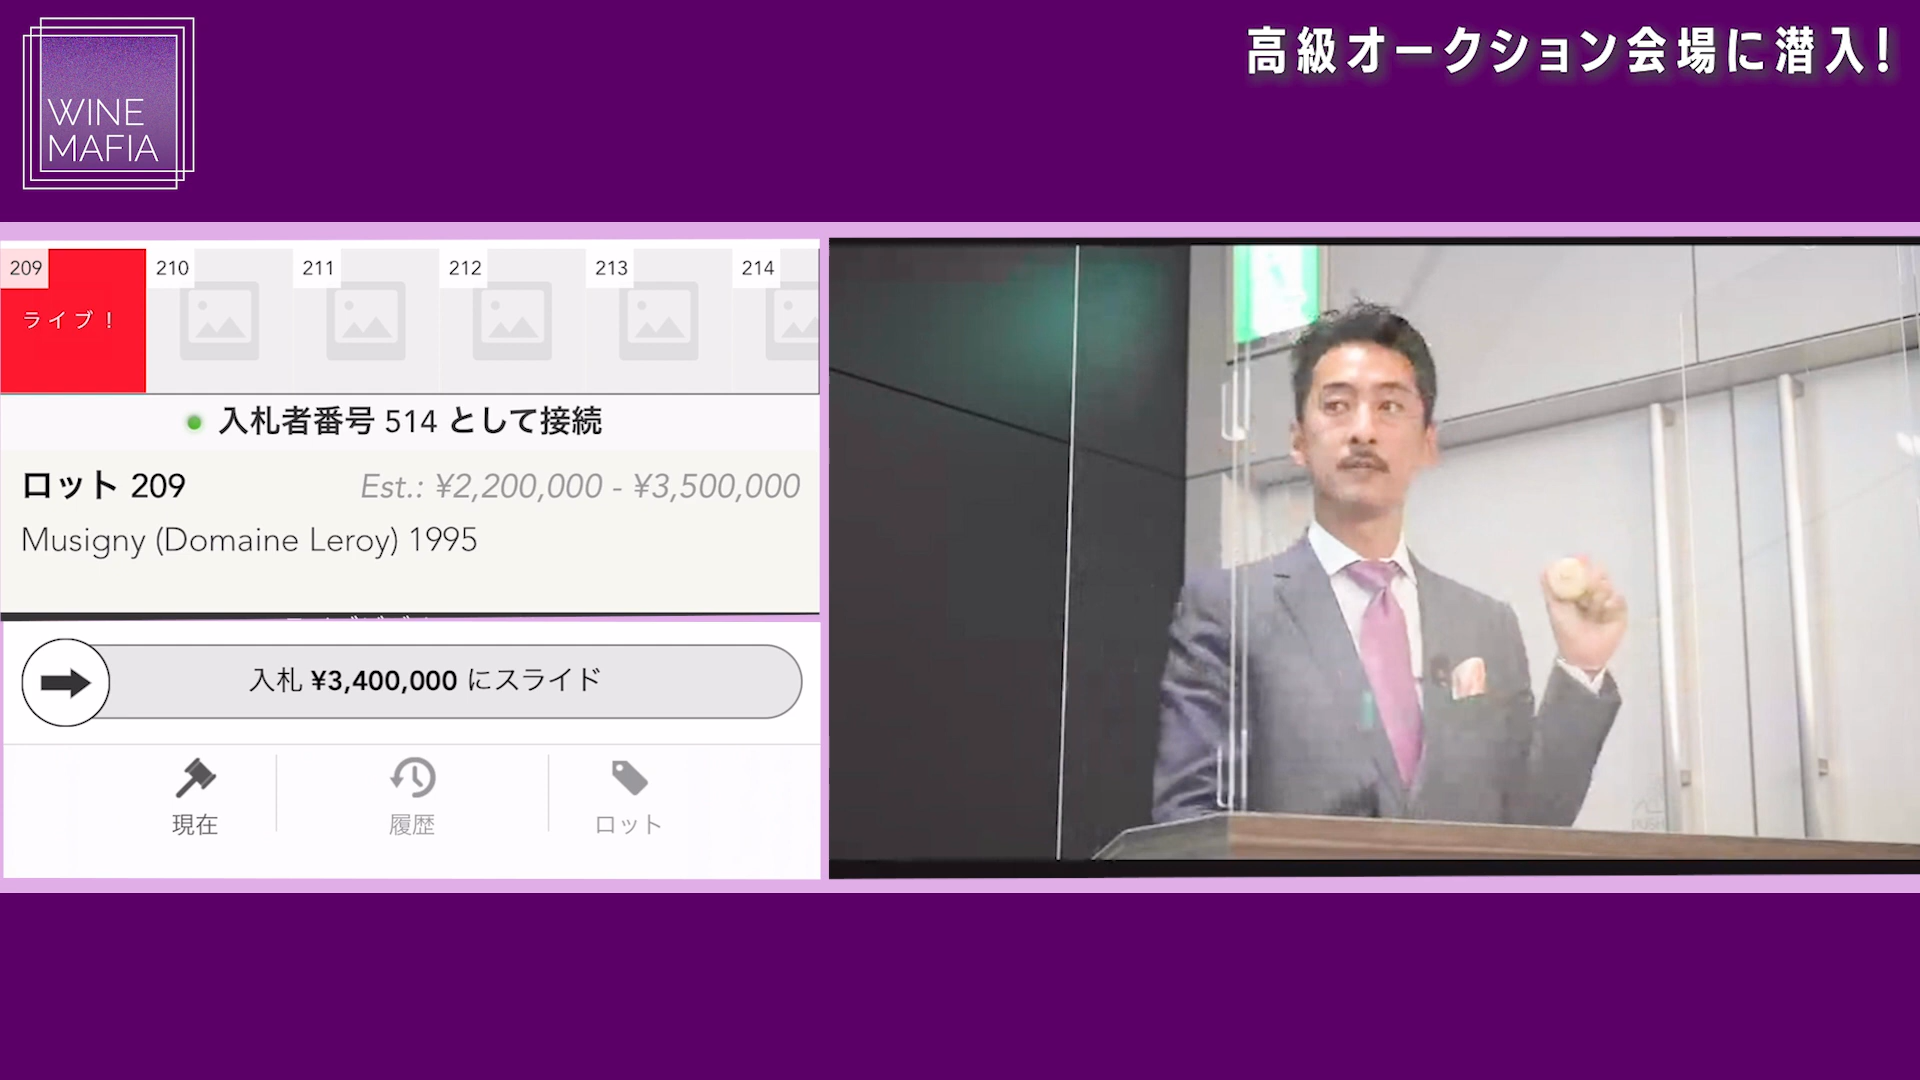 WINE
MAFIA
高級オークション会場に潜入!
209
210
211
212
213
214
ライブ!
入札者番号 514 として接続
ロット 209
Est.: ¥2,200,000 - ¥3,500,000
Musigny (Domaine Leroy) 1995
入札 ¥3,400,000 にスライド
現在
履歴
ロット